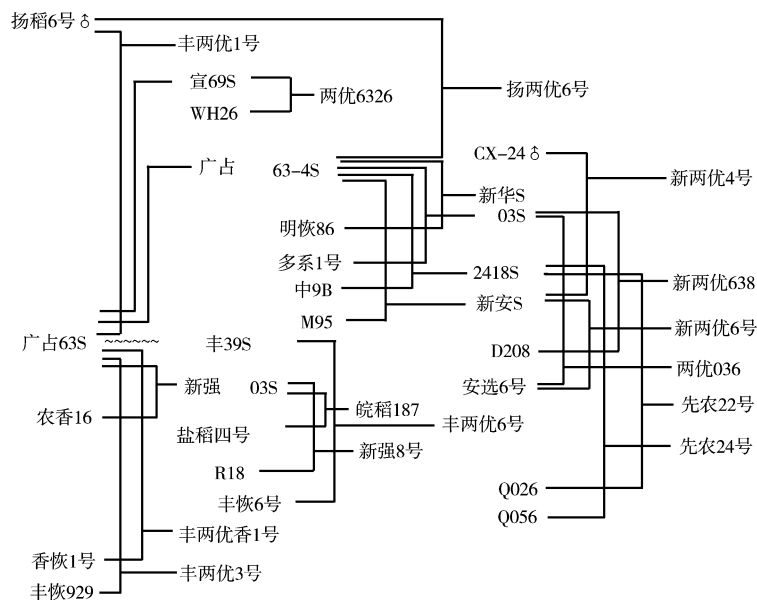 扬稻6号♂
丰两优1号
宣69S
两优6326
WH26
扬两优6号
CX-24♂
广占
63-4S
新两优4号
新华S
03S
明恢86
多系1号
2418S
中9B
新两优638
新安S
M95
新两优6号
广占63S
~~~~~~
丰39S
D208
两优036
新强
03S
安选6号
农香16
皖稻187
先农22号
盐稻四号
丰两优6号
新强8号
先农24号
R18
Q026
丰恢6号
Q056
丰两优香1号
香恢1号
丰两优3号
丰恢929